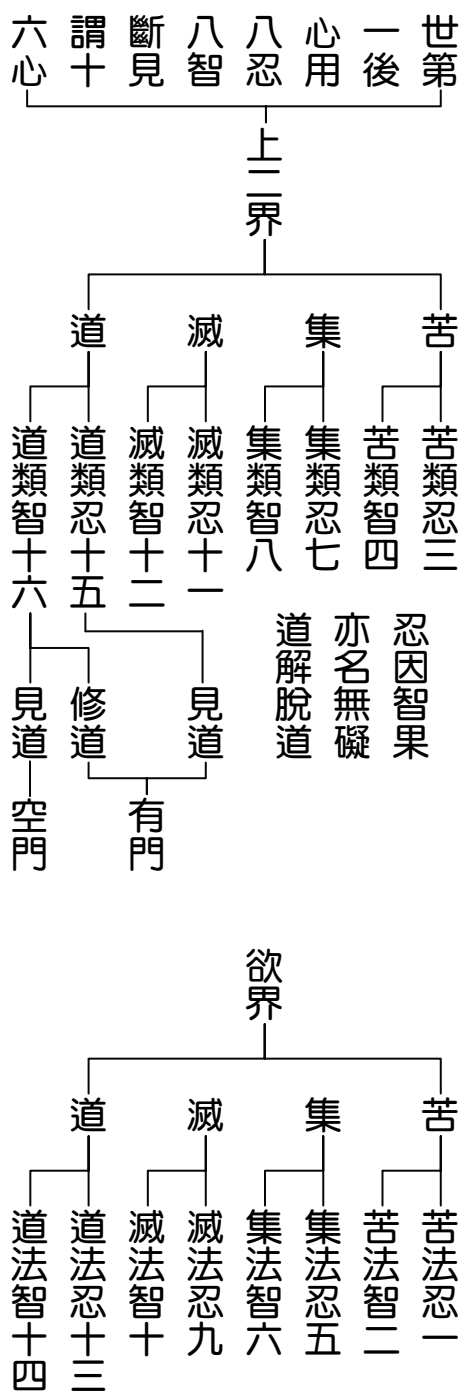 世第
一後
心用
八忍
八智
斷見
謂十
六心
上二界
苦
集
滅
道
苦類忍三
苦類智四
集類忍七
集類智八
滅類忍十一
滅類智十二
道類忍十五
道類智十六
忍因智果
亦名無礙
道解脫道
見道
修道
見道
有門
空門
欲界
苦
集
滅
道
苦法忍一
苦法智二
集法忍五
集法智六
滅法忍九
滅法智十
道法忍十三
道法智十四